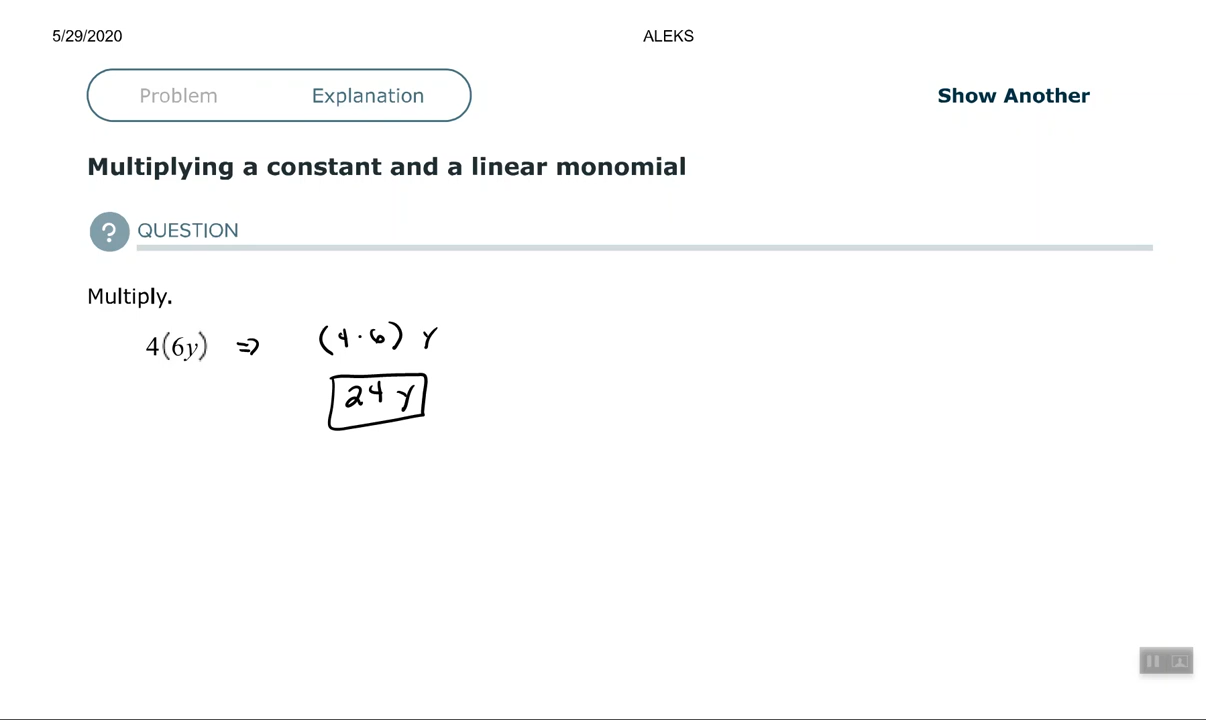 5/29/2020 ALEKS
Problem Explanation Show Another
Multiplying a constant and a linear monomial
? QUESTION
Multiply.
4(6y) => (4·6) y
24 y